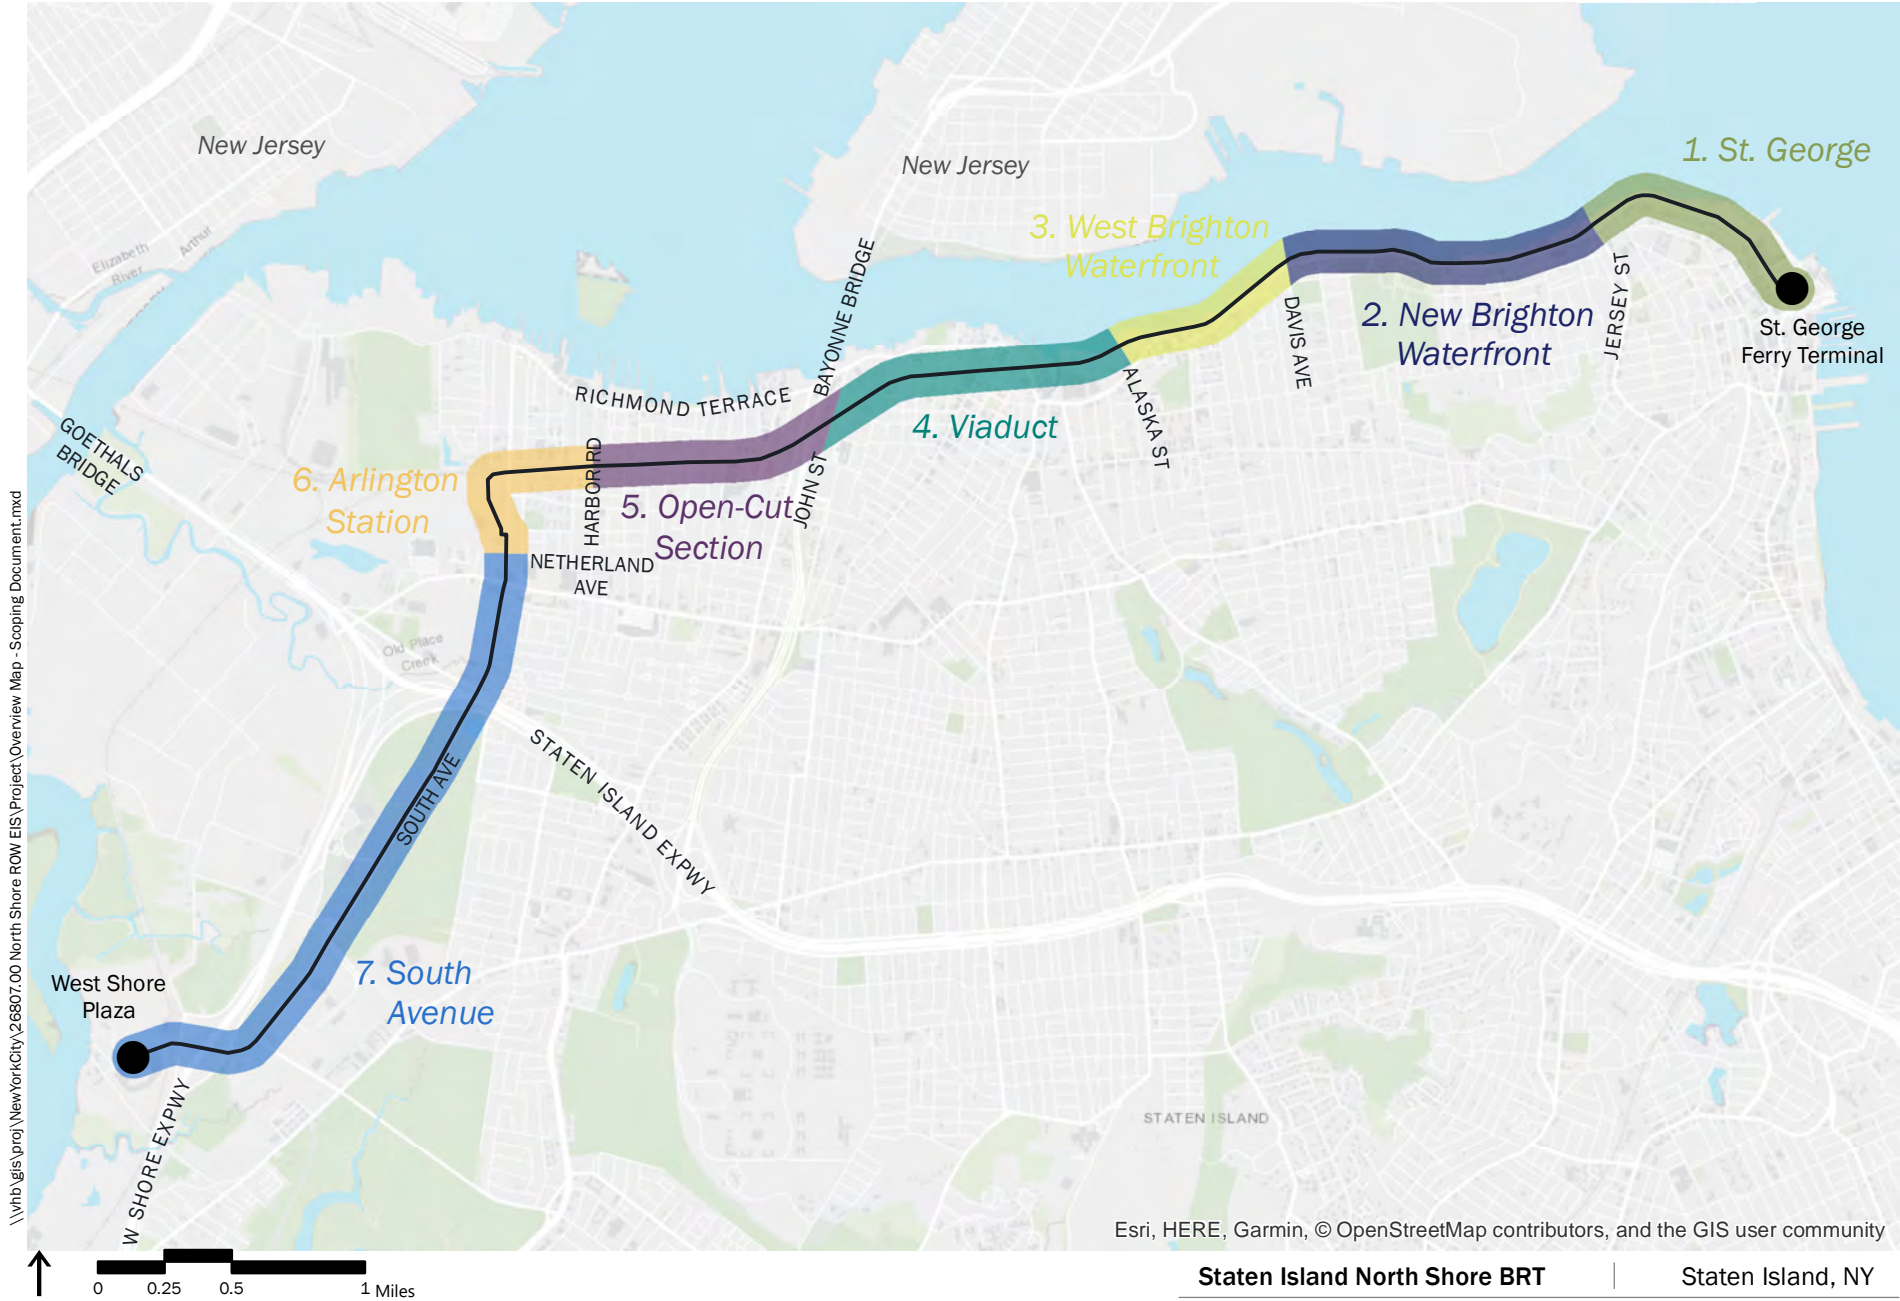 New Jersey
New Jersey
1. St. George
3. West Brighton
Waterfront
Elizabeth
River
Arthur
BAYONNE BRIDGE
JERSEY ST
DAVIS AVE
2. New Brighton
Waterfront
St. George
Ferry Terminal
RICHMOND TERRACE
ALASKA ST
4. Viaduct
GOETHALS
BRIDGE
6. Arlington
Station
HARBOR RD
5. Open-Cut
Section
JOHN ST
NETHERLAND
AVE
Old Place
Creek
STATEN ISLAND EXPWY
SOUTH AVE
7. South
Avenue
West Shore
Plaza
W SHORE EXPWY
STATEN ISLAND
\\vhb\gis\proj\NewYorkCity\26807.00 North Shore ROW EIS\Project\Overview Map - Scoping Document.mxd
Esri, HERE, Garmin, © OpenStreetMap contributors, and the GIS user community
0 0.25 0.5 1 Miles
Staten Island North Shore BRT | Staten Island, NY